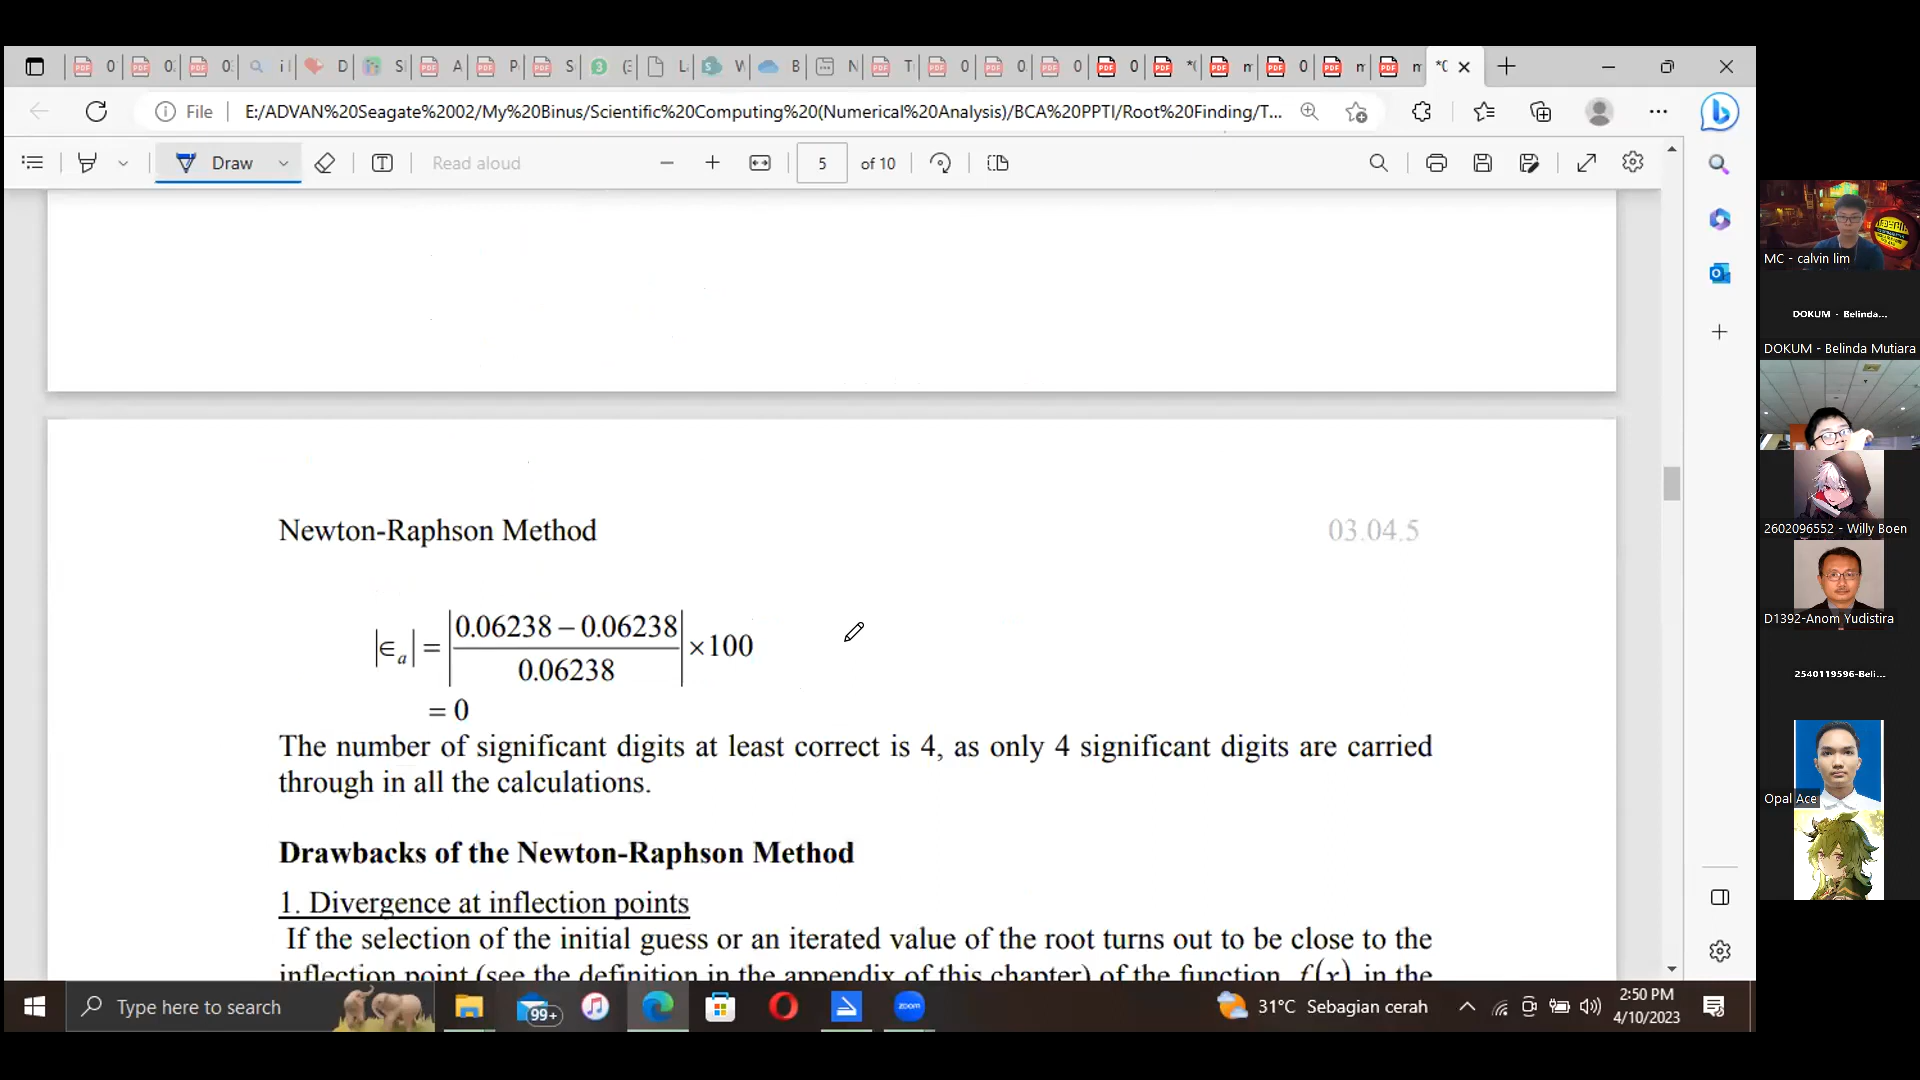 File E:/ADVAN%20Seagate%2002/My%20Binus/Scientific%20Computing%20(Numerical%20Analysis)/BCA%20PPTI/Root%20Finding/T...
Draw Read aloud 5 of 10
Newton-Raphson Method 03.04.5
|∈a| = |0.06238 – 0.06238 / 0.06238| ×100
= 0
The number of significant digits at least correct is 4, as only 4 significant digits are carried
through in all the calculations.
Drawbacks of the Newton-Raphson Method
1. Divergence at inflection points
If the selection of the initial guess or an iterated value of the root turns out to be close to the
inflection point (see the definition in the appendix of this chapter) of the function f(x) in the
MC - calvin lim
DOKUM - Belinda...
DOKUM - Belinda Mutiara
2602096552 - Willy Boen
D1392-Anom Yudistira
2540119596-Beli...
Opal Ace
Type here to search
99+
zoom
31°C Sebagian cerah
2:50 PM
4/10/2023